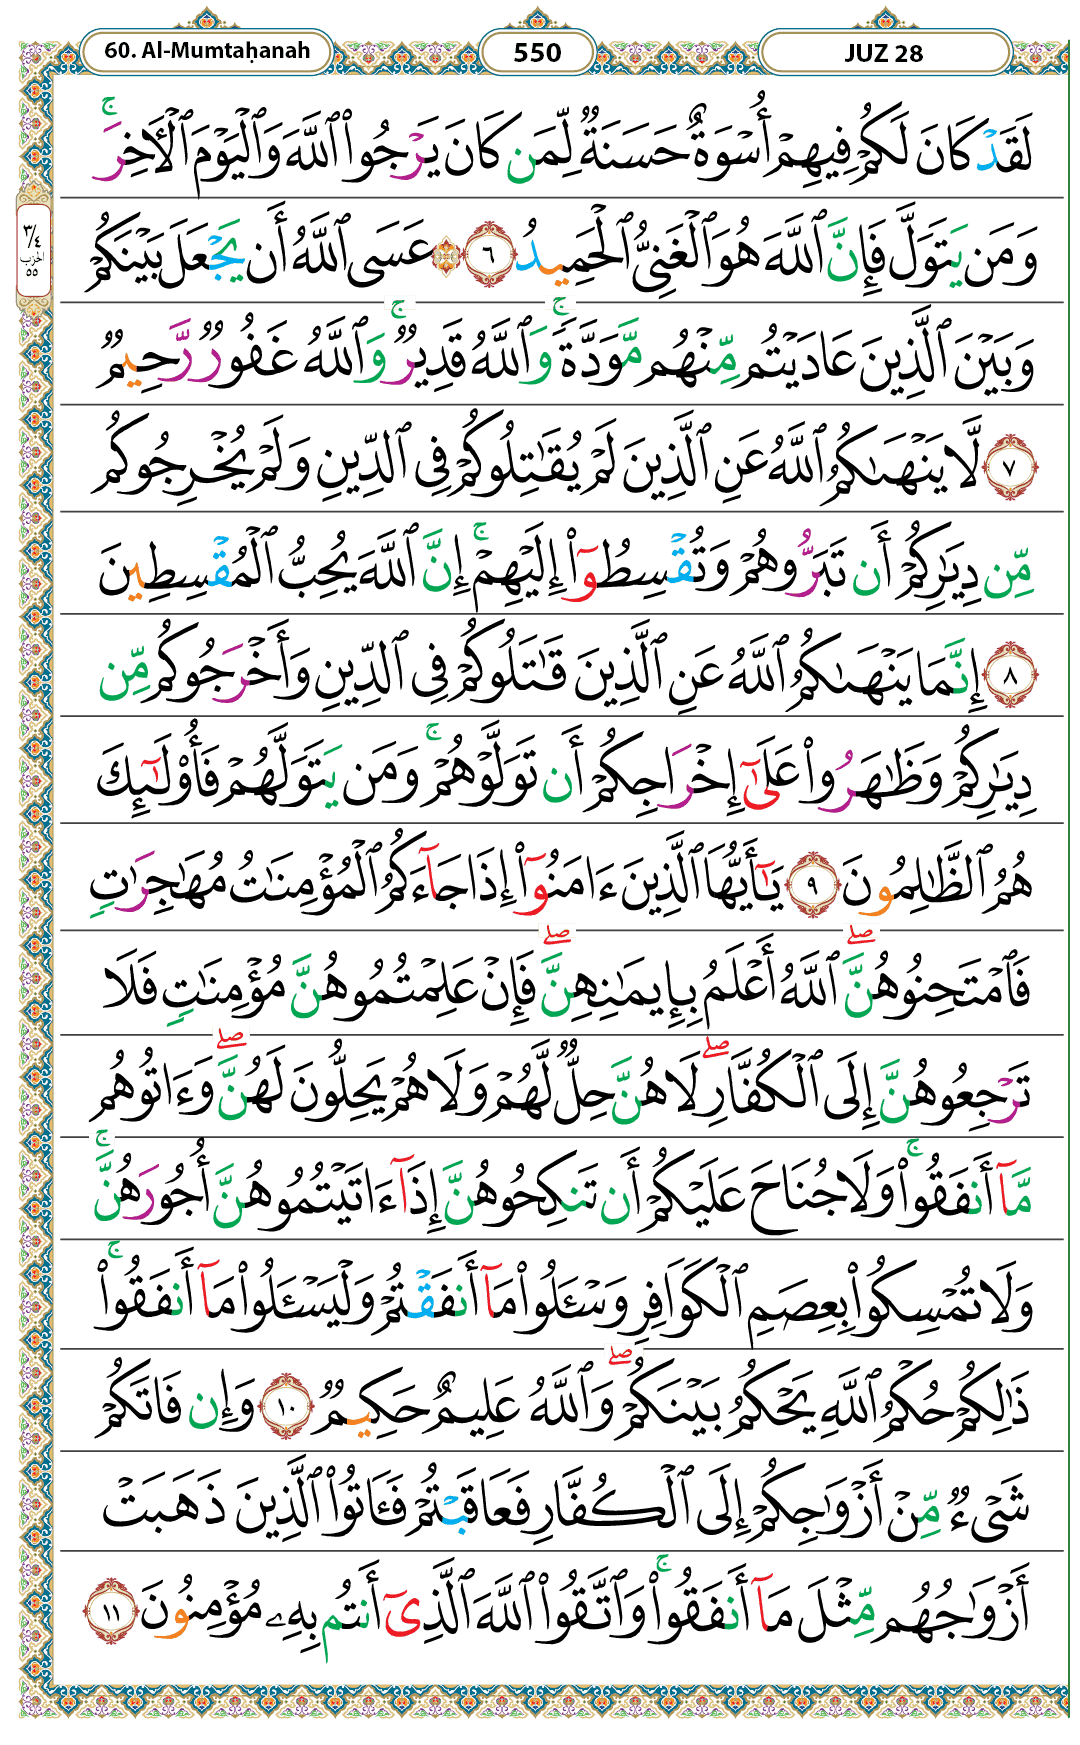 60. Al-Mumtaḥanah
550
JUZ 28
لَقَدْ كَانَ لَكُمْ فِيهِمْ أُسْوَةٌ حَسَنَةٌ لِّمَن كَانَ يَرْجُوا۟ ٱللَّهَ وَٱلْيَوْمَ ٱلْـَٔاخِرَ ۚ
وَمَن يَتَوَلَّ فَإِنَّ ٱللَّهَ هُوَ ٱلْغَنِىُّ ٱلْحَمِيدُ ٦ ۞ عَسَى ٱللَّهُ أَن يَجْعَلَ بَيْنَكُمْ
٣/٤
الحزب
٥٥
وَبَيْنَ ٱلَّذِينَ عَادَيْتُم مِّنْهُم مَّوَدَّةً ۚ وَٱللَّهُ قَدِيرٌ ۚ وَٱللَّهُ غَفُورٌ رَّحِيمٌ
٧ لَّا يَنْهَىٰكُمُ ٱللَّهُ عَنِ ٱلَّذِينَ لَمْ يُقَـٰتِلُوكُمْ فِى ٱلدِّينِ وَلَمْ يُخْرِجُوكُم
مِّن دِيَـٰرِكُمْ أَن تَبَرُّوهُمْ وَتُقْسِطُوٓا۟ إِلَيْهِمْ ۚ إِنَّ ٱللَّهَ يُحِبُّ ٱلْمُقْسِطِينَ
٨ إِنَّمَا يَنْهَىٰكُمُ ٱللَّهُ عَنِ ٱلَّذِينَ قَـٰتَلُوكُمْ فِى ٱلدِّينِ وَأَخْرَجُوكُم مِّن
دِيَـٰرِكُمْ وَظَـٰهَرُوا۟ عَلَىٰٓ إِخْرَاجِكُمْ أَن تَوَلَّوْهُمْ ۚ وَمَن يَتَوَلَّهُمْ فَأُو۟لَـٰٓئِكَ
هُمُ ٱلظَّـٰلِمُونَ ٩ يَـٰٓأَيُّهَا ٱلَّذِينَ ءَامَنُوٓا۟ إِذَا جَآءَكُمُ ٱلْمُؤْمِنَـٰتُ مُهَـٰجِرَٰتٍ
فَٱمْتَحِنُوهُنَّ ۖ ٱللَّهُ أَعْلَمُ بِإِيمَـٰنِهِنَّ ۖ فَإِنْ عَلِمْتُمُوهُنَّ مُؤْمِنَـٰتٍ فَلَا
تَرْجِعُوهُنَّ إِلَى ٱلْكُفَّارِ ۖ لَا هُنَّ حِلٌّ لَّهُمْ وَلَا هُمْ يَحِلُّونَ لَهُنَّ ۖ وَءَاتُوهُم
مَّآ أَنفَقُوا۟ ۚ وَلَا جُنَاحَ عَلَيْكُمْ أَن تَنكِحُوهُنَّ إِذَآ ءَاتَيْتُمُوهُنَّ أُجُورَهُنَّ ۚ
وَلَا تُمْسِكُوا۟ بِعِصَمِ ٱلْكَوَافِرِ وَسْـَٔلُوا۟ مَآ أَنفَقْتُمْ وَلْيَسْـَٔلُوا۟ مَآ أَنفَقُوا۟ ۚ
ذَٰلِكُمْ حُكْمُ ٱللَّهِ يَحْكُمُ بَيْنَكُمْ ۖ وَٱللَّهُ عَلِيمٌ حَكِيمٌ ١٠ وَإِن فَاتَكُمْ
شَىْءٌ مِّنْ أَزْوَٰجِكُمْ إِلَى ٱلْكُفَّارِ فَعَاقَبْتُمْ فَـَٔاتُوا۟ ٱلَّذِينَ ذَهَبَتْ
أَزْوَٰجُهُم مِّثْلَ مَآ أَنفَقُوا۟ ۚ وَٱتَّقُوا۟ ٱللَّهَ ٱلَّذِىٓ أَنتُم بِهِۦ مُؤْمِنُونَ ١١